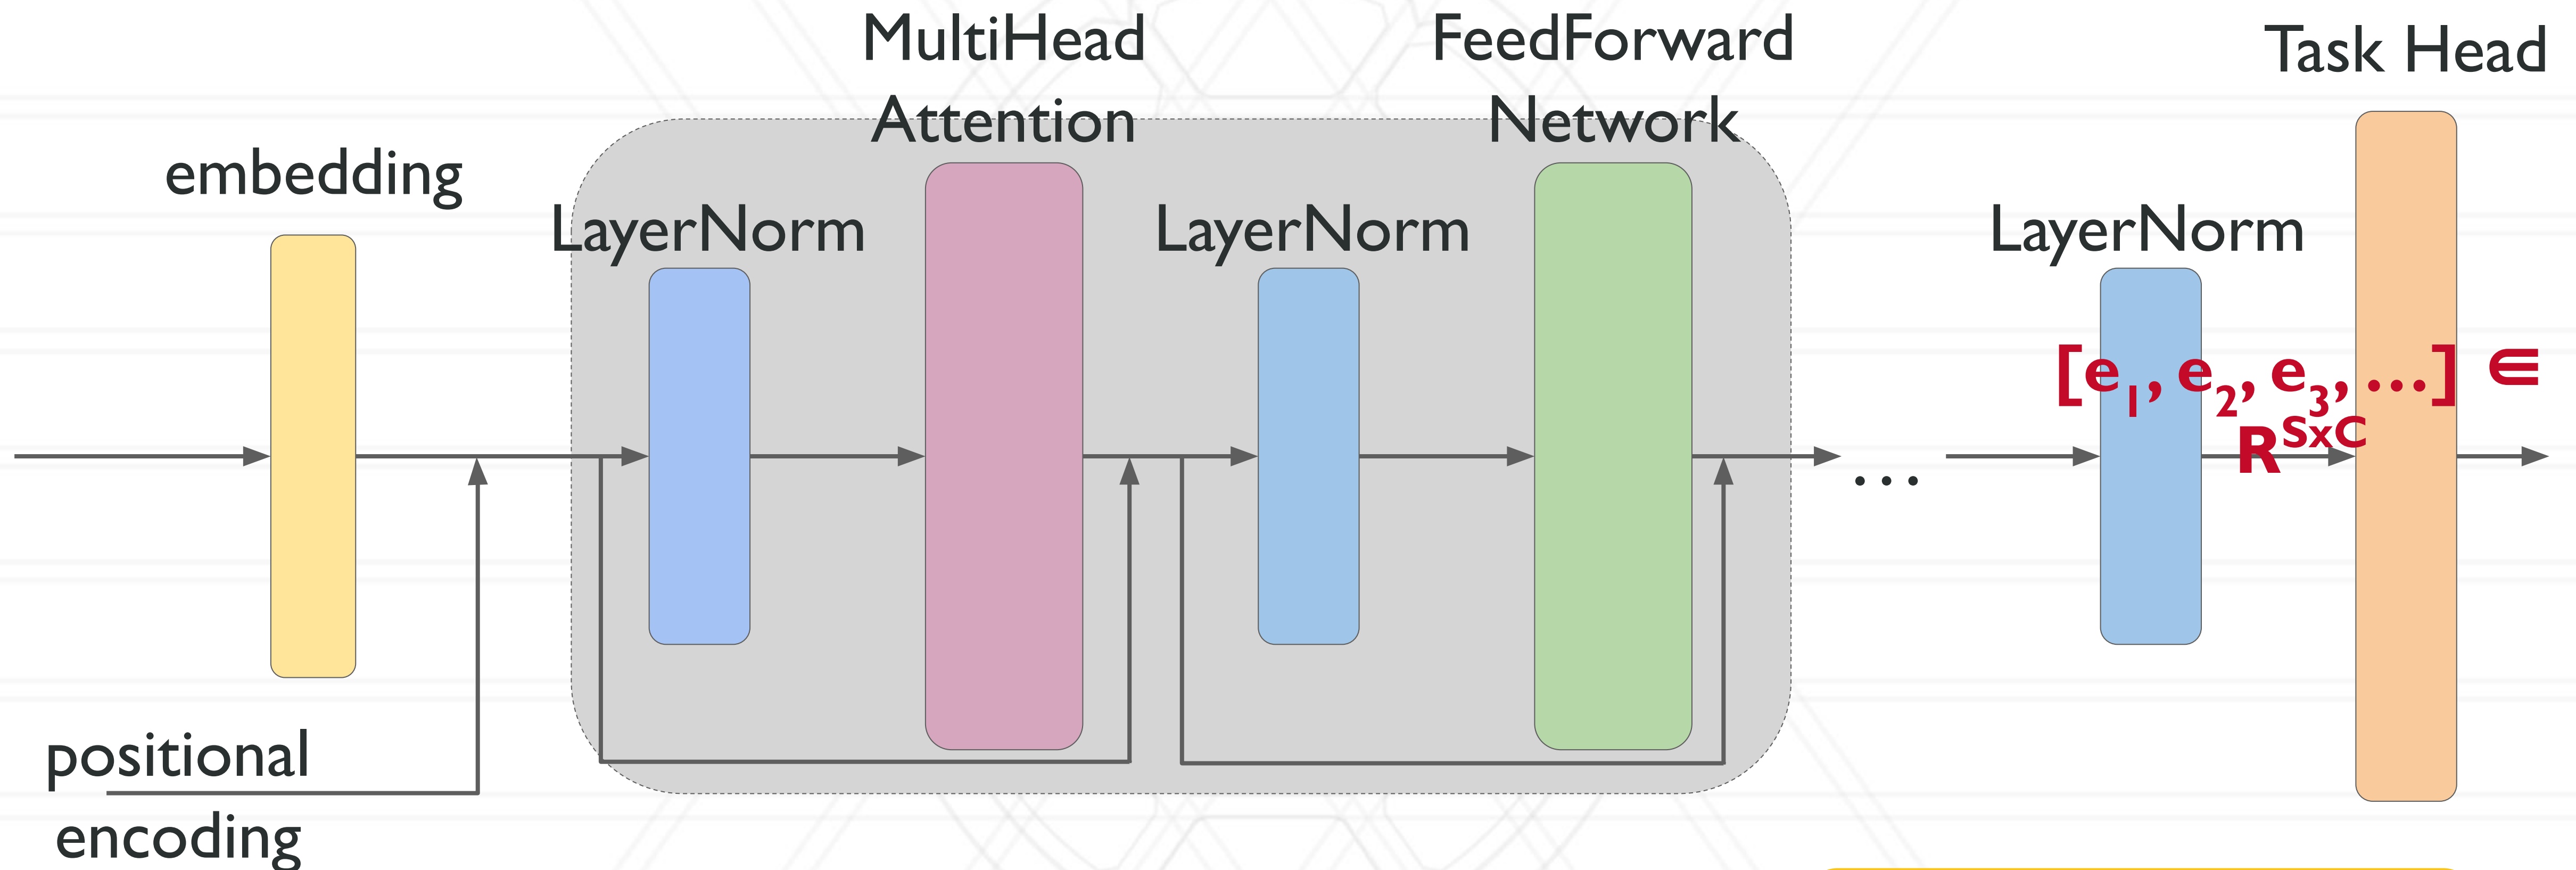 MultiHead
Attention
FeedForward
Network
Task Head
embedding
LayerNorm
LayerNorm
LayerNorm
[e₁, e₂, e₃, …] ∈
Rˢˣᶜ
…
positional
encoding